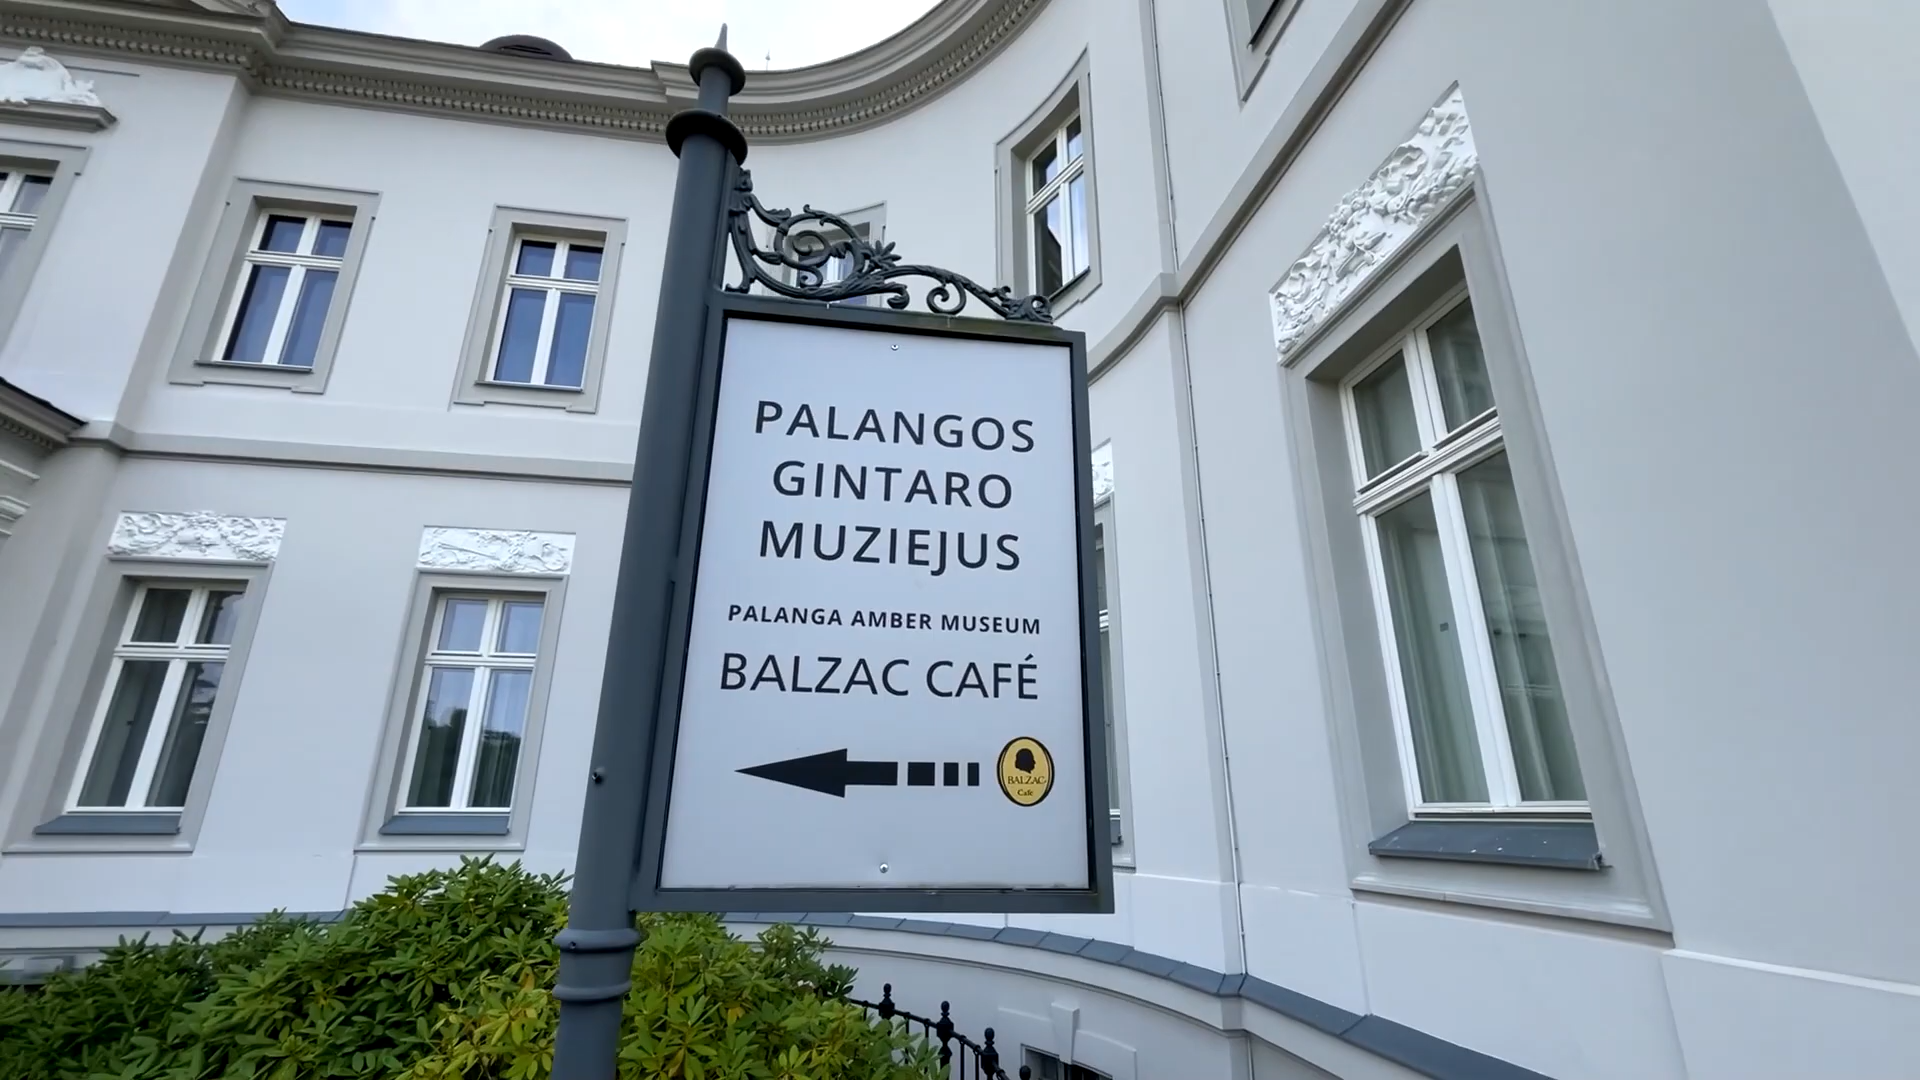 PALANGOS
GINTARO
MUZIEJUS
PALANGA AMBER MUSEUM
BALZAC CAFÉ
BALZAC
Café